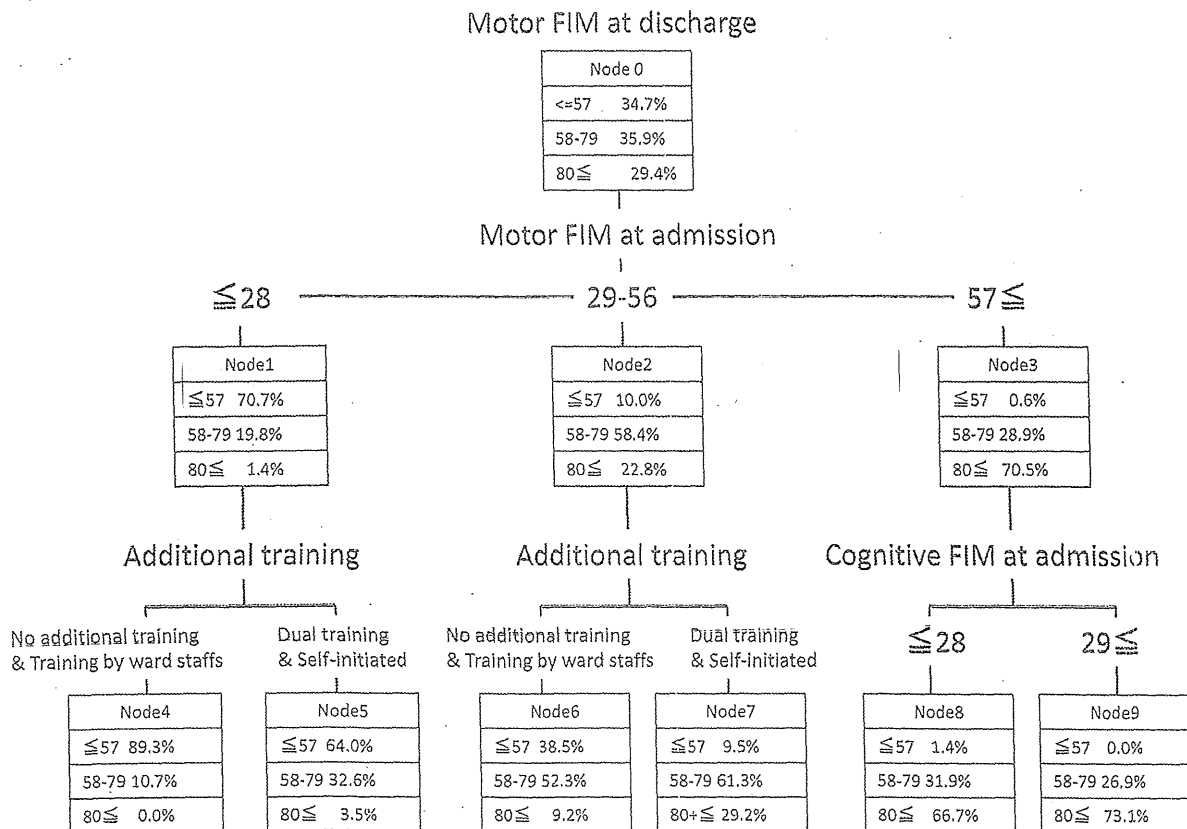 Motor FIM at discharge
Node 0
<=57 34.7%
58-79 35.9%
80≦ 29.4%
Motor FIM at admission
≦28 29-56 57≦
Node1
≦57 70.7%
58-79 19.8%
80≦ 1.4%
Node2
≦57 10.0%
58-79 58.4%
80≦ 22.8%
Node3
≦57 0.6%
58-79 28.9%
80≦ 70.5%
Additional training
Additional training
Cognitive FIM at admission
No additional training
& Training by ward staffs
Dual training
& Self-initiated
No additional training
& Training by ward staffs
Dual training
& Self-initiated
≦28
29≦
Node4
≦57 89.3%
58-79 10.7%
80≦ 0.0%
Node5
≦57 64.0%
58-79 32.6%
80≦ 3.5%
Node6
≦57 38.5%
58-79 52.3%
80≦ 9.2%
Node7
≦57 9.5%
58-79 61.3%
80÷≦ 29.2%
Node8
≦57 1.4%
58-79 31.9%
80≦ 66.7%
Node9
≦57 0.0%
58-79 26.9%
80≦ 73.1%